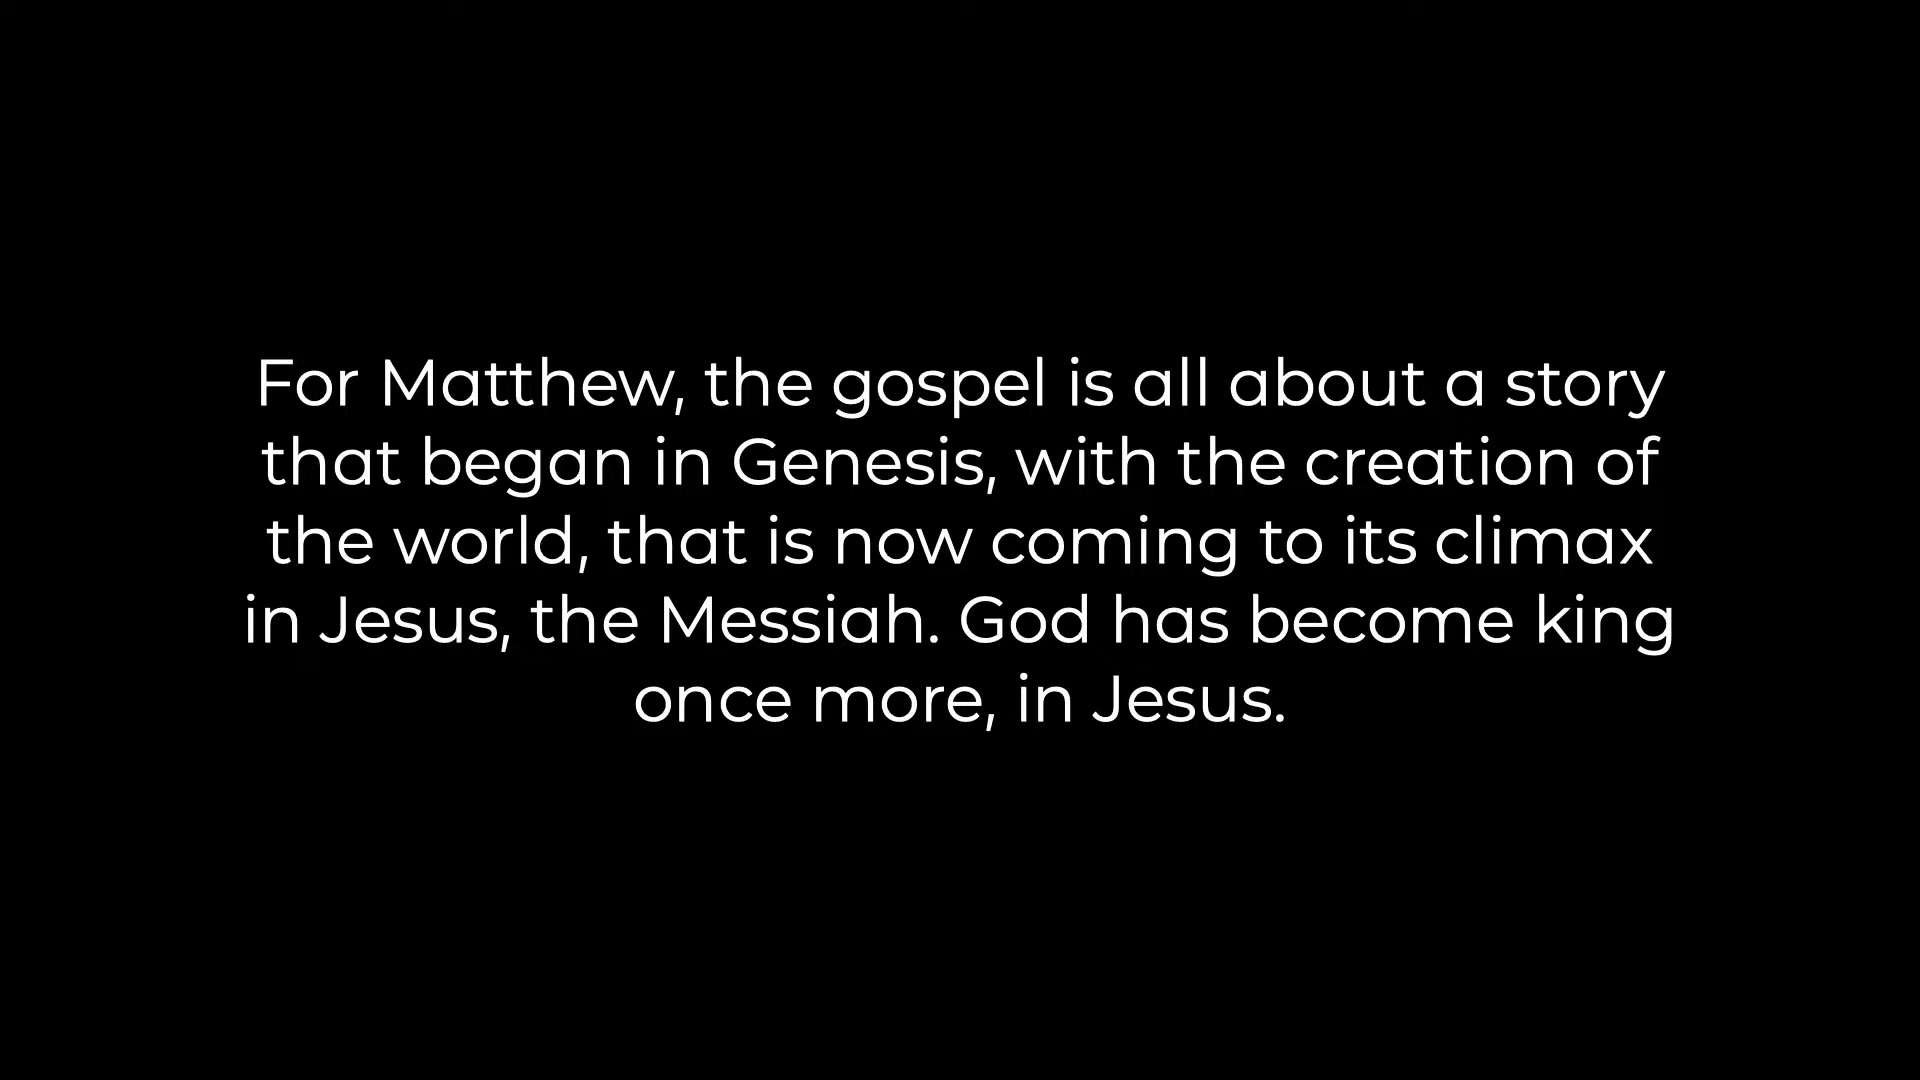 For Matthew, the gospel is all about a story
that began in Genesis, with the creation of
the world, that is now coming to its climax
in Jesus, the Messiah. God has become king
once more, in Jesus.